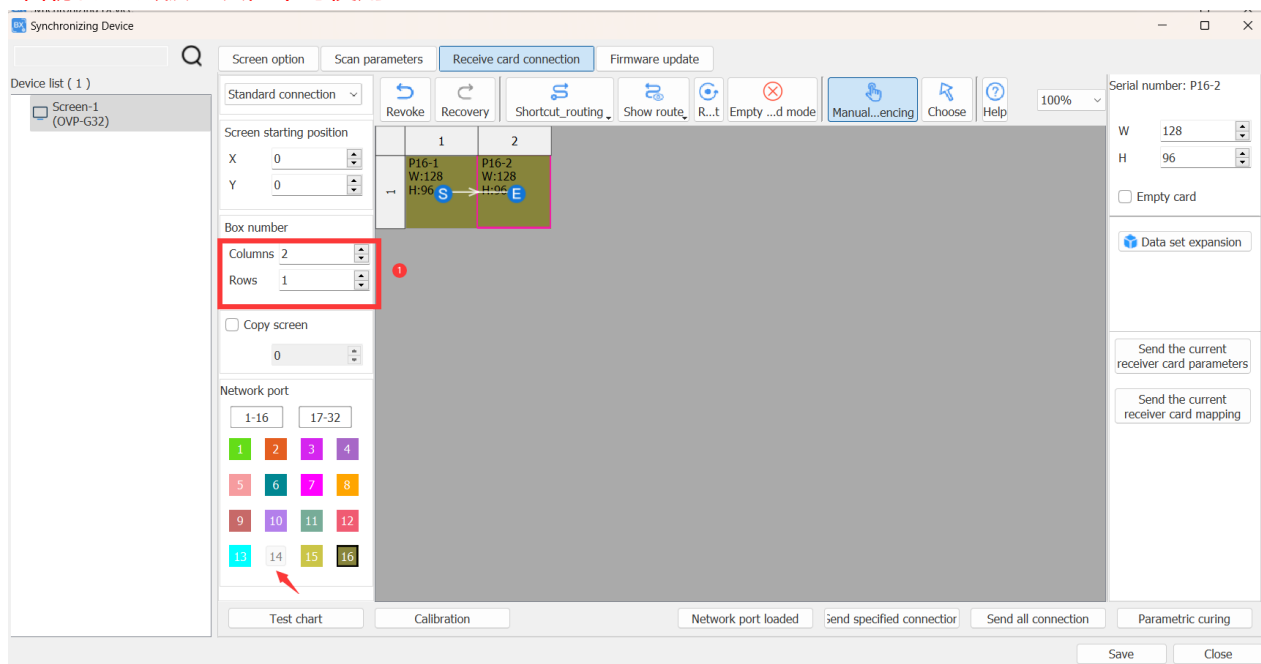 Synchronizing Device
Screen option
Scan parameters
Receive card connection
Firmware update
Device list ( 1 )
Screen-1
(OVP-G32)
Standard connection
Revoke
Recovery
Shortcut_routing
Show route
R...t
Empty ...d mode
Manual...encing
Choose
Help
100%
Serial number: P16-2
W 128
H 96
Empty card
Data set expansion
Send the current
receiver card parameters
Send the current
receiver card mapping
Screen starting position
X 0
Y 0
Box number
Columns 2
Rows 1
1
Copy screen
0
Network port
1-16 17-32
1 2 3 4
5 6 7 8
9 10 11 12
13 14 15 16
1 2
1
P16-1
W:128
H:96
S
P16-2
W:128
H:96
E
Test chart
Calibration
Network port loaded
Send specified connection
Send all connection
Parametric curing
Save
Close